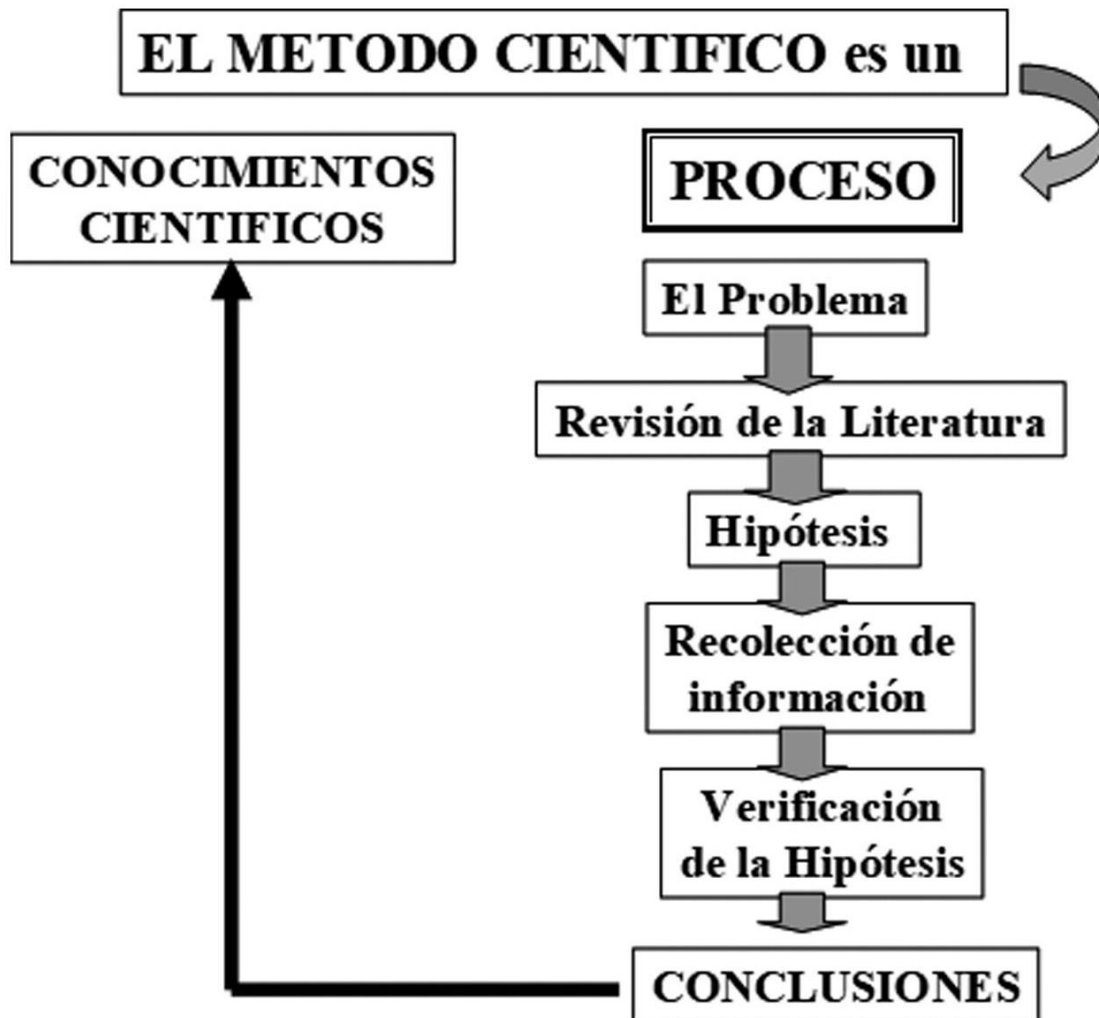 EL METODO CIENTIFICO es un
CONOCIMIENTOS
CIENTIFICOS
PROCESO
El Problema
Revisión de la Literatura
Hipótesis
Recolección de
información
Verificación
de la Hipótesis
CONCLUSIONES